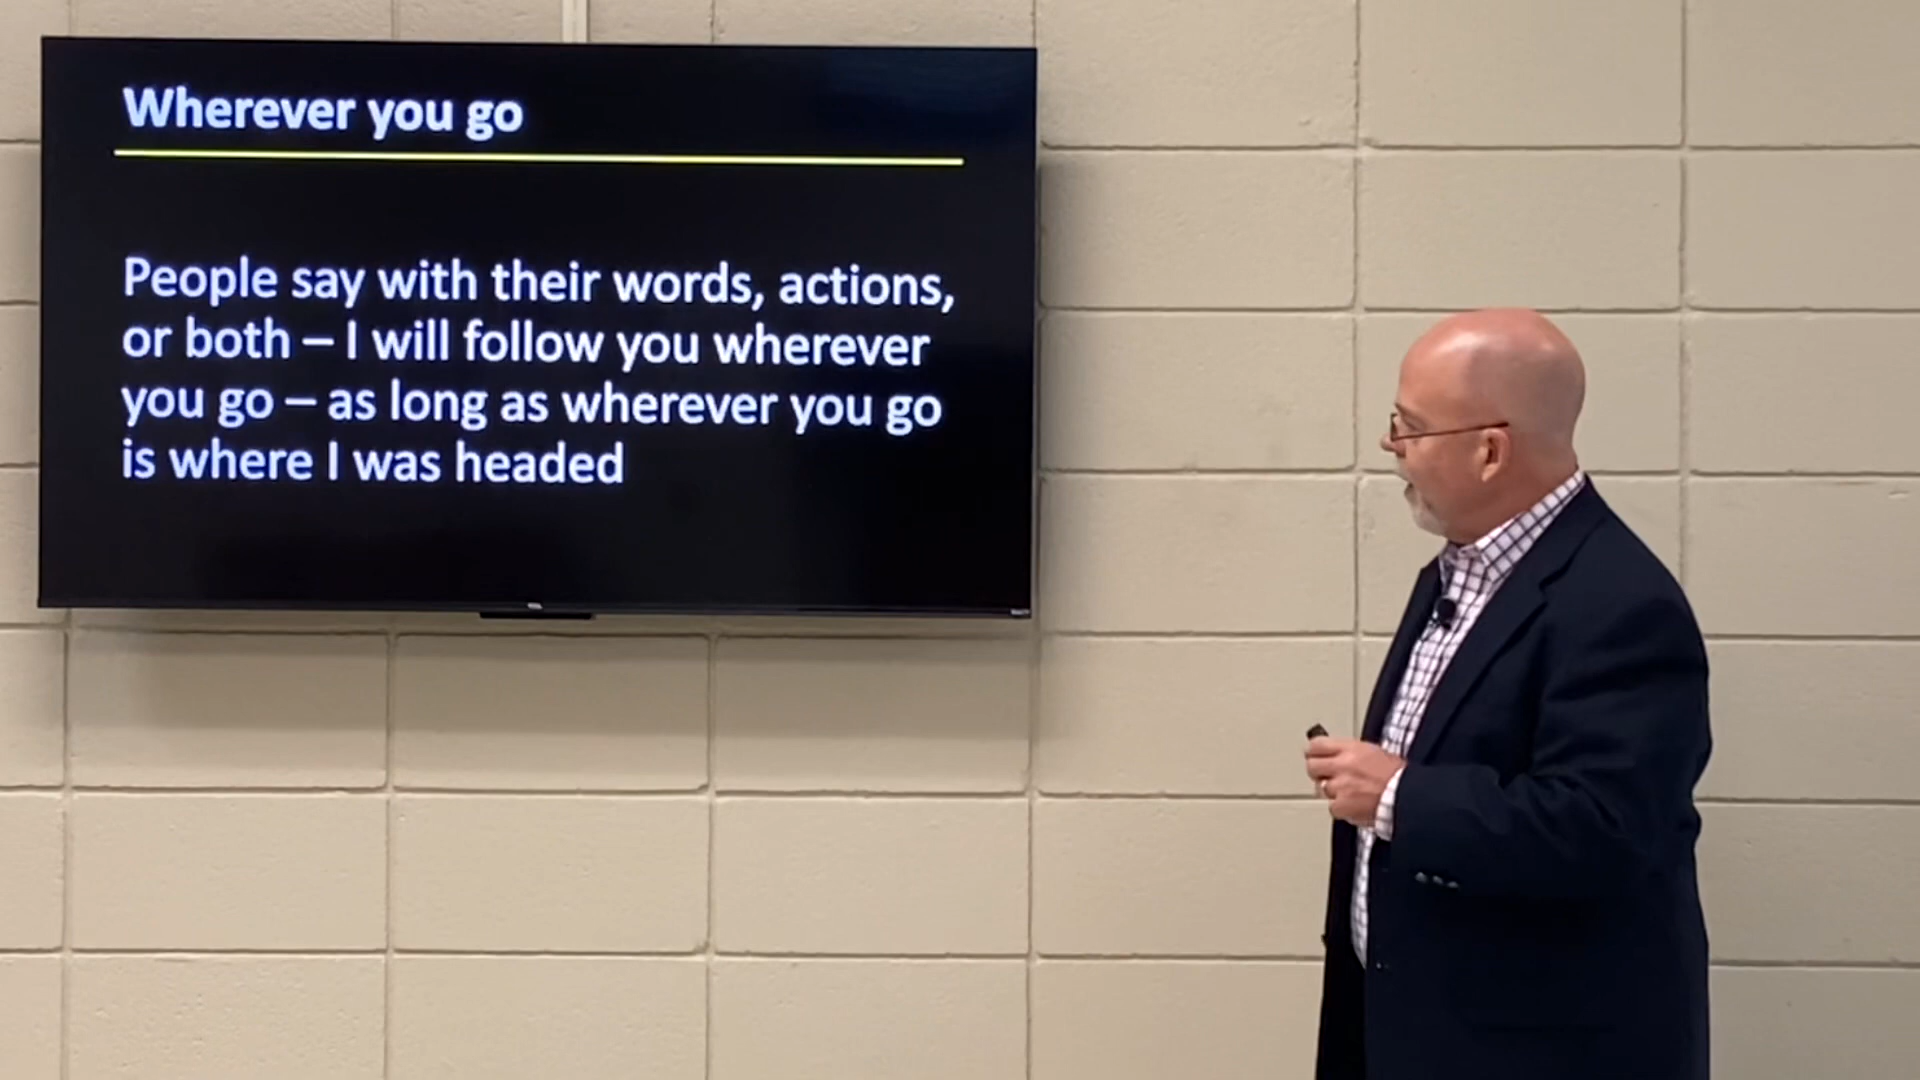 Wherever you go
People say with their words, actions,
or both – I will follow you wherever
you go – as long as wherever you go
is where I was headed